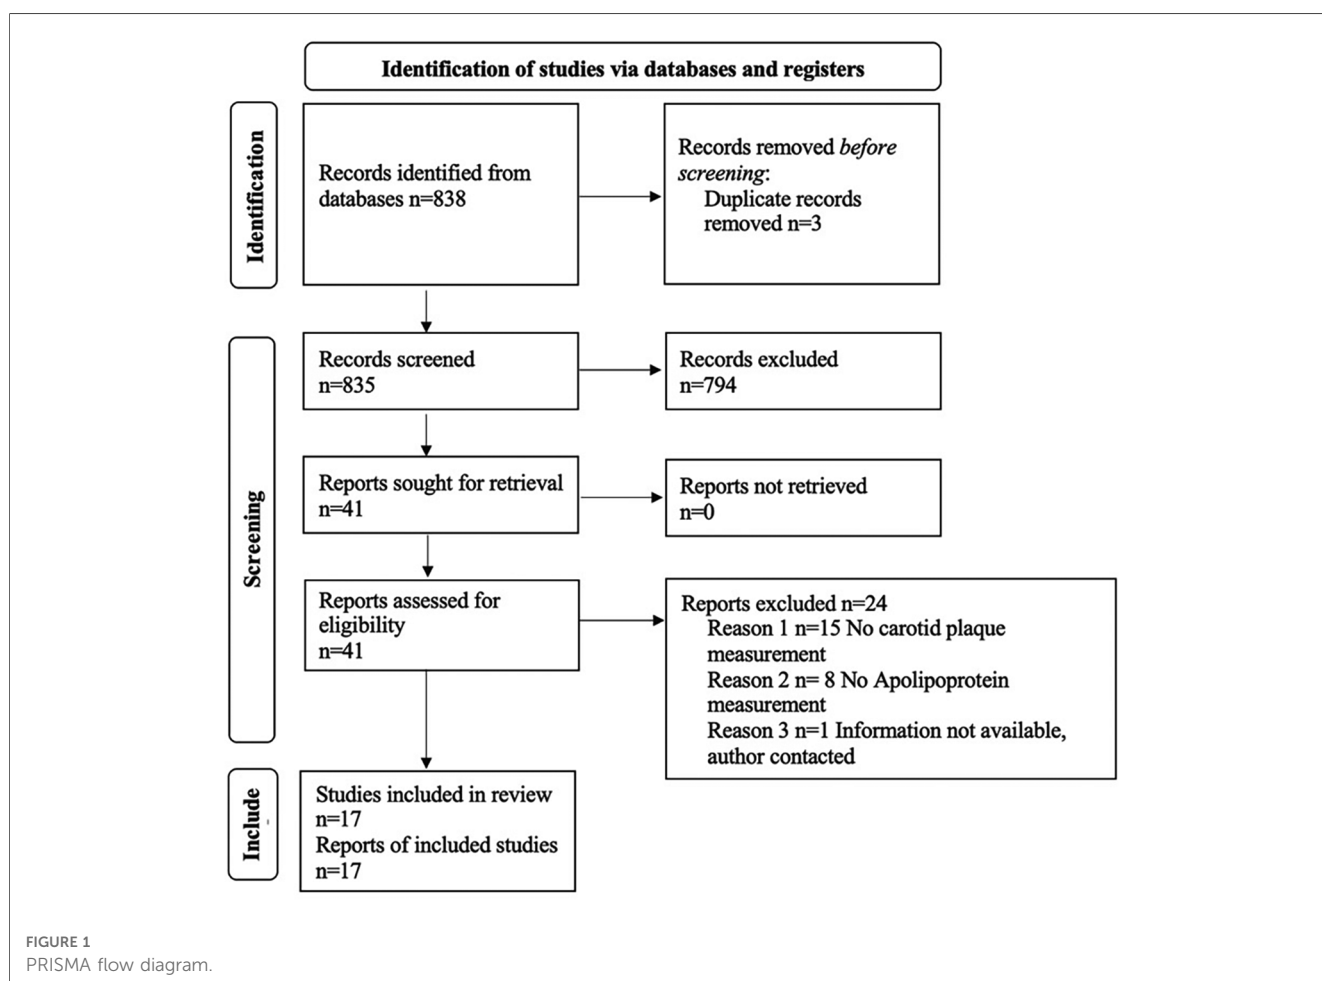 Identification of studies via databases and registers
Identification
Records identified from
databases n=838
Records removed before
screening:
Duplicate records
removed n=3
Screening
Records screened
n=835
Records excluded
n=794
Reports sought for retrieval
n=41
Reports not retrieved
n=0
Reports assessed for
eligibility
n=41
Reports excluded n=24
Reason 1 n=15 No carotid plaque
measurement
Reason 2 n= 8 No Apolipoprotein
measurement
Reason 3 n=1 Information not available,
author contacted
Include
Studies included in review
n=17
Reports of included studies
n=17
FIGURE 1
PRISMA flow diagram.